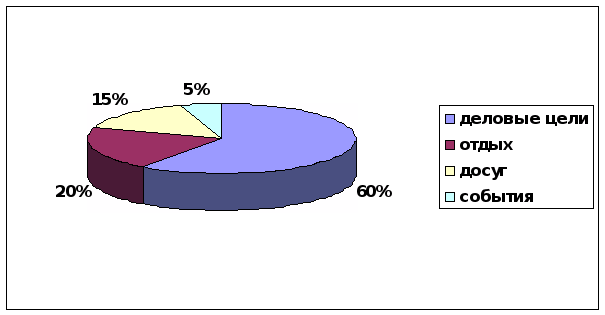 5%
15%
20%
60%
деловые цели
отдых
досуг
события